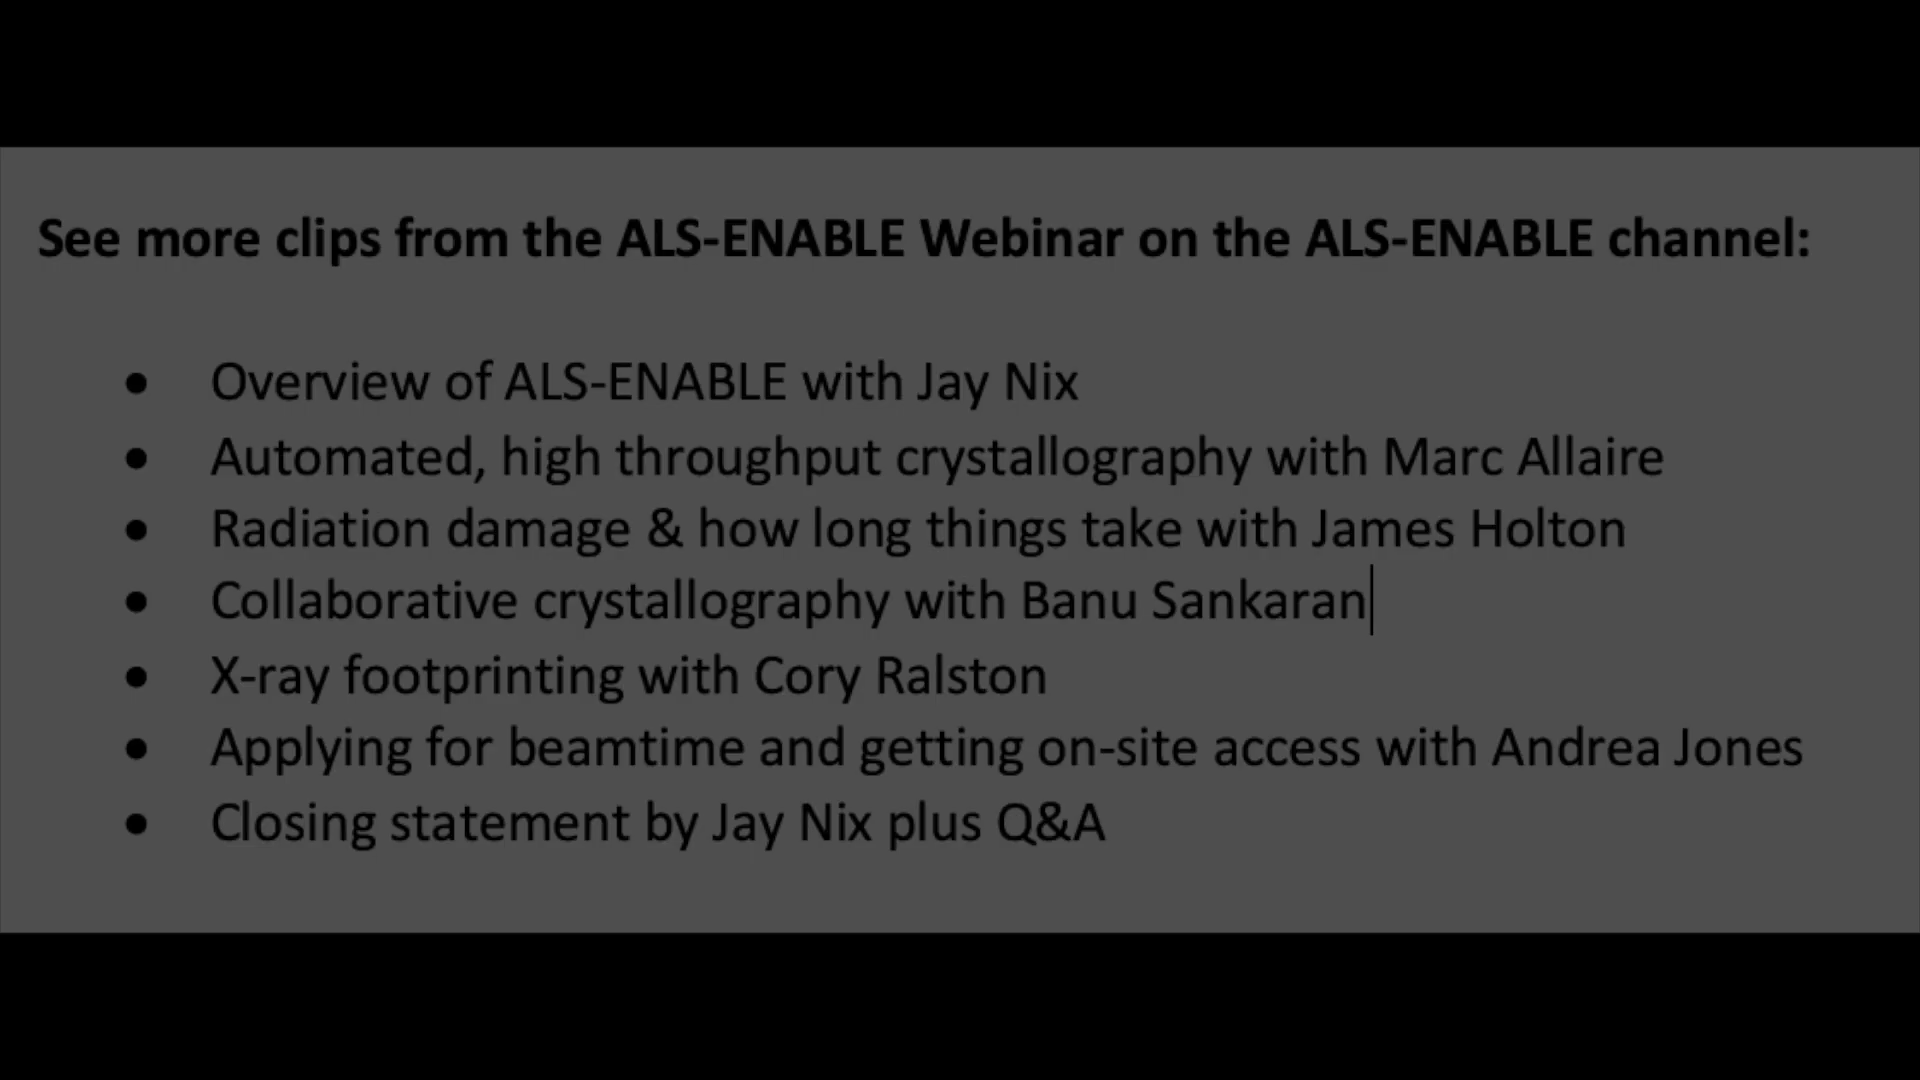 See more clips from the ALS-ENABLE Webinar on the ALS-ENABLE channel:
• Overview of ALS-ENABLE with Jay Nix
• Automated, high throughput crystallography with Marc Allaire
• Radiation damage & how long things take with James Holton
• Collaborative crystallography with Banu Sankaran
• X-ray footprinting with Cory Ralston
• Applying for beamtime and getting on-site access with Andrea Jones
• Closing statement by Jay Nix plus Q&A